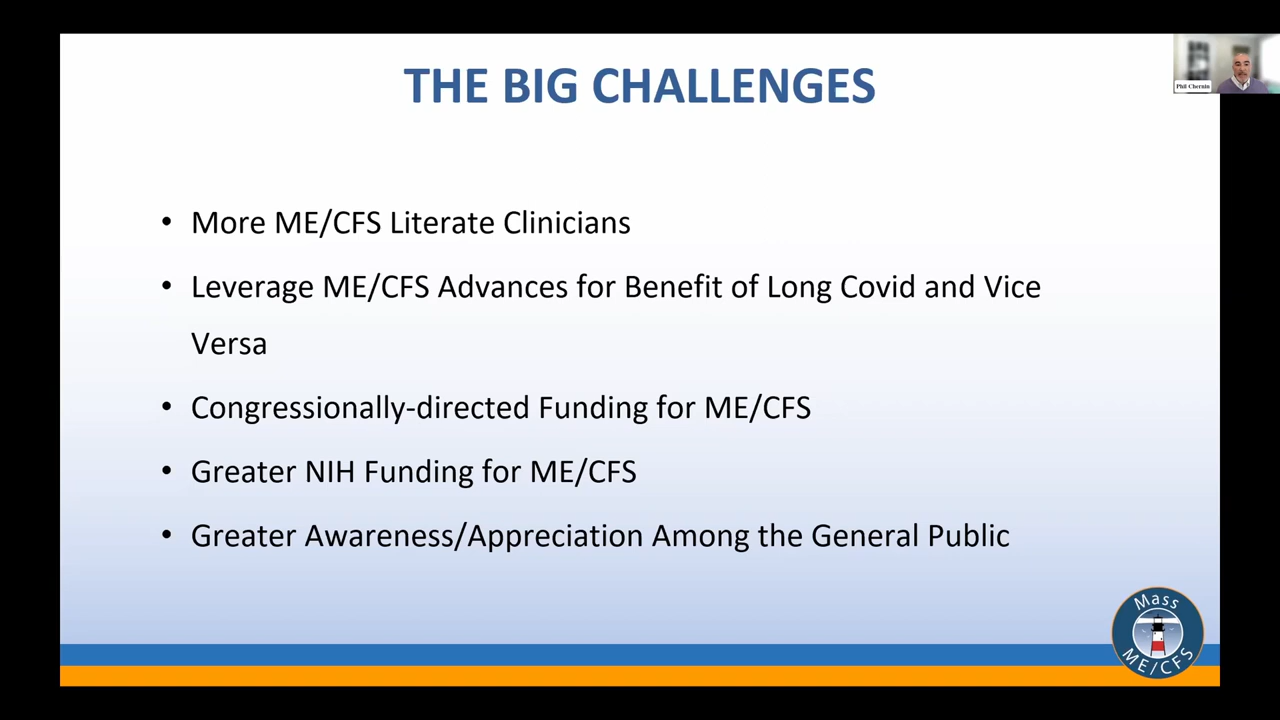 THE BIG CHALLENGES
Phil Chernin
• More ME/CFS Literate Clinicians
• Leverage ME/CFS Advances for Benefit of Long Covid and Vice
Versa
• Congressionally-directed Funding for ME/CFS
• Greater NIH Funding for ME/CFS
• Greater Awareness/Appreciation Among the General Public
Mass
ME/CFS